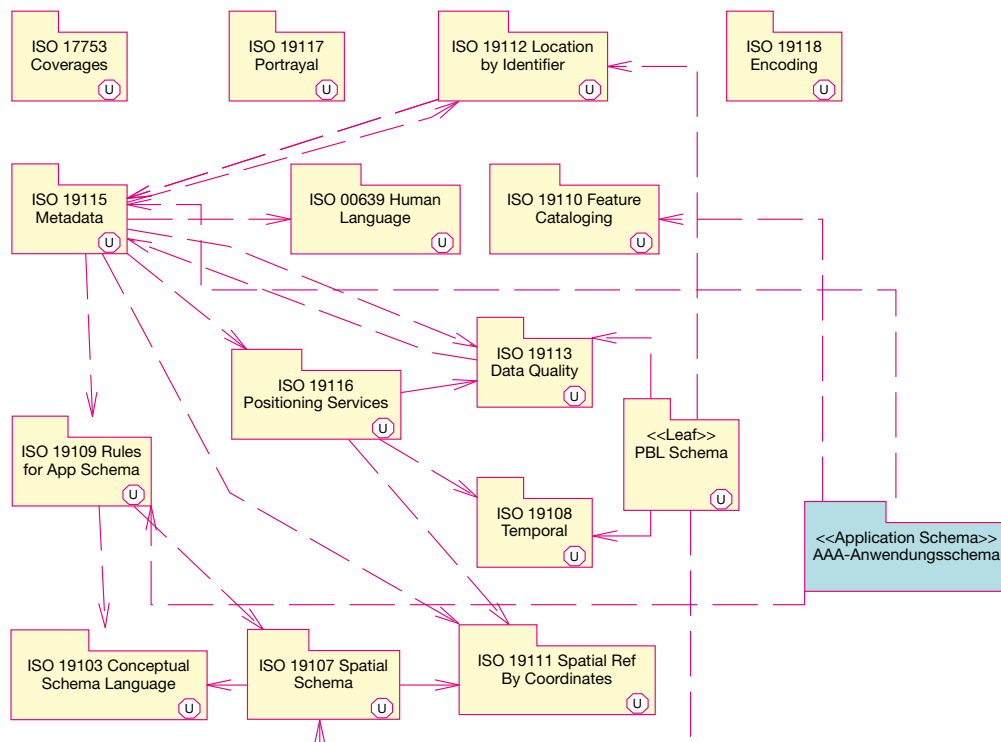 ISO 17753
Coverages
U
ISO 19117
Portrayal
U
ISO 19112 Location
by Identifier
U
ISO 19118
Encoding
U
ISO 19115
Metadata
U
ISO 00639 Human
Language
U
ISO 19110 Feature
Cataloging
U
ISO 19116
Positioning Services
U
ISO 19113
Data Quality
U
<<Leaf>>
PBL Schema
U
ISO 19109 Rules
for App Schema
U
ISO 19108
Temporal
U
<<Application Schema>>
AAA-Anwendungsschema
ISO 19103 Conceptual
Schema Language
U
ISO 19107 Spatial
Schema
U
ISO 19111 Spatial Ref
By Coordinates
U